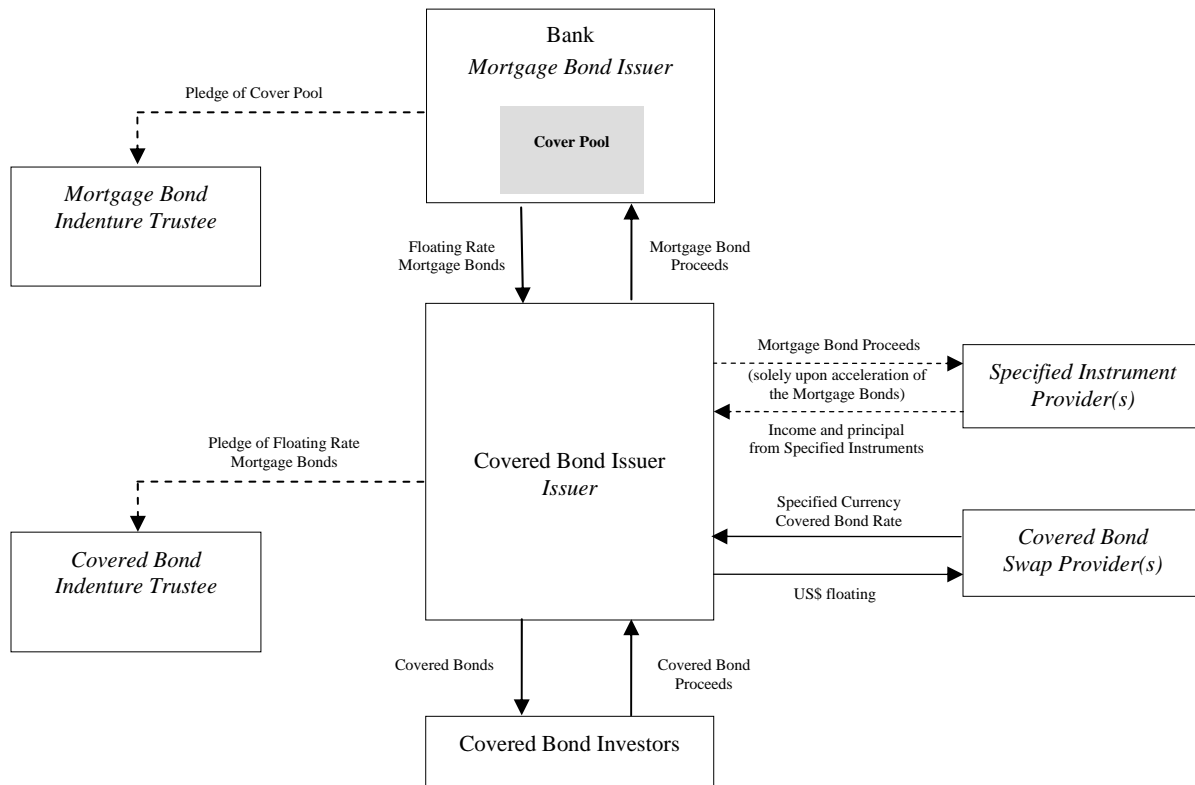 Bank
Mortgage Bond Issuer
Cover Pool
Pledge of Cover Pool
Mortgage Bond
Indenture Trustee
Floating Rate
Mortgage Bonds
Mortgage Bond
Proceeds
Mortgage Bond Proceeds
(solely upon acceleration of
the Mortgage Bonds)
Income and principal
from Specified Instruments
Specified Instrument
Provider(s)
Pledge of Floating Rate
Mortgage Bonds
Covered Bond Issuer
Issuer
Specified Currency
Covered Bond Rate
US$ floating
Covered Bond
Swap Provider(s)
Covered Bond
Indenture Trustee
Covered Bonds
Covered Bond
Proceeds
Covered Bond Investors